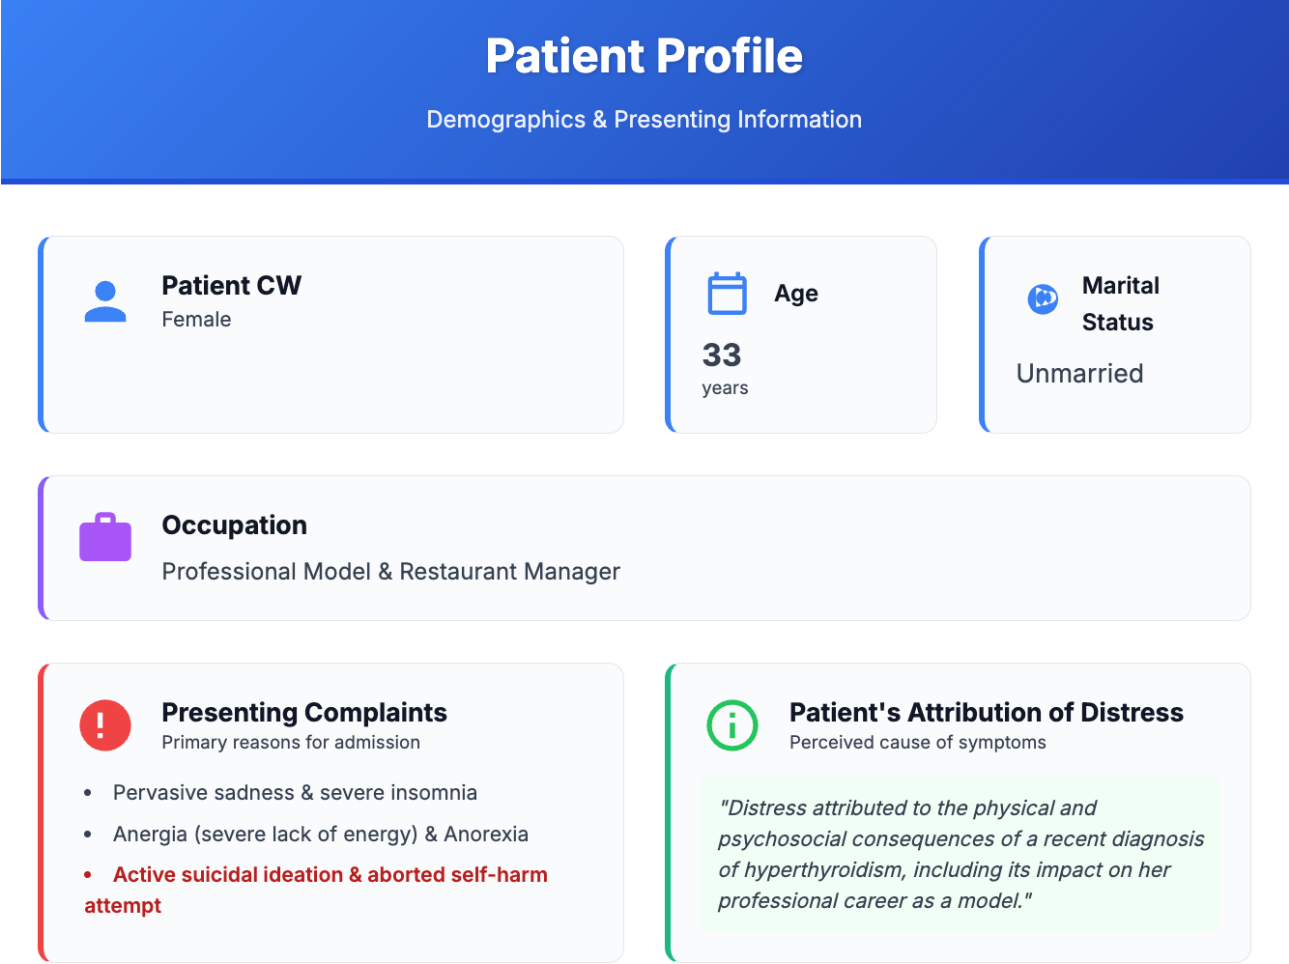 Patient Profile
Demographics & Presenting Information
Patient CW
Female
Age
33
years
Marital
Status
Unmarried
Occupation
Professional Model & Restaurant Manager
Presenting Complaints
Primary reasons for admission
• Pervasive sadness & severe insomnia
• Anergia (severe lack of energy) & Anorexia
• Active suicidal ideation & aborted self-harm
attempt
Patient's Attribution of Distress
Perceived cause of symptoms
"Distress attributed to the physical and
psychosocial consequences of a recent diagnosis
of hyperthyroidism, including its impact on her
professional career as a model."